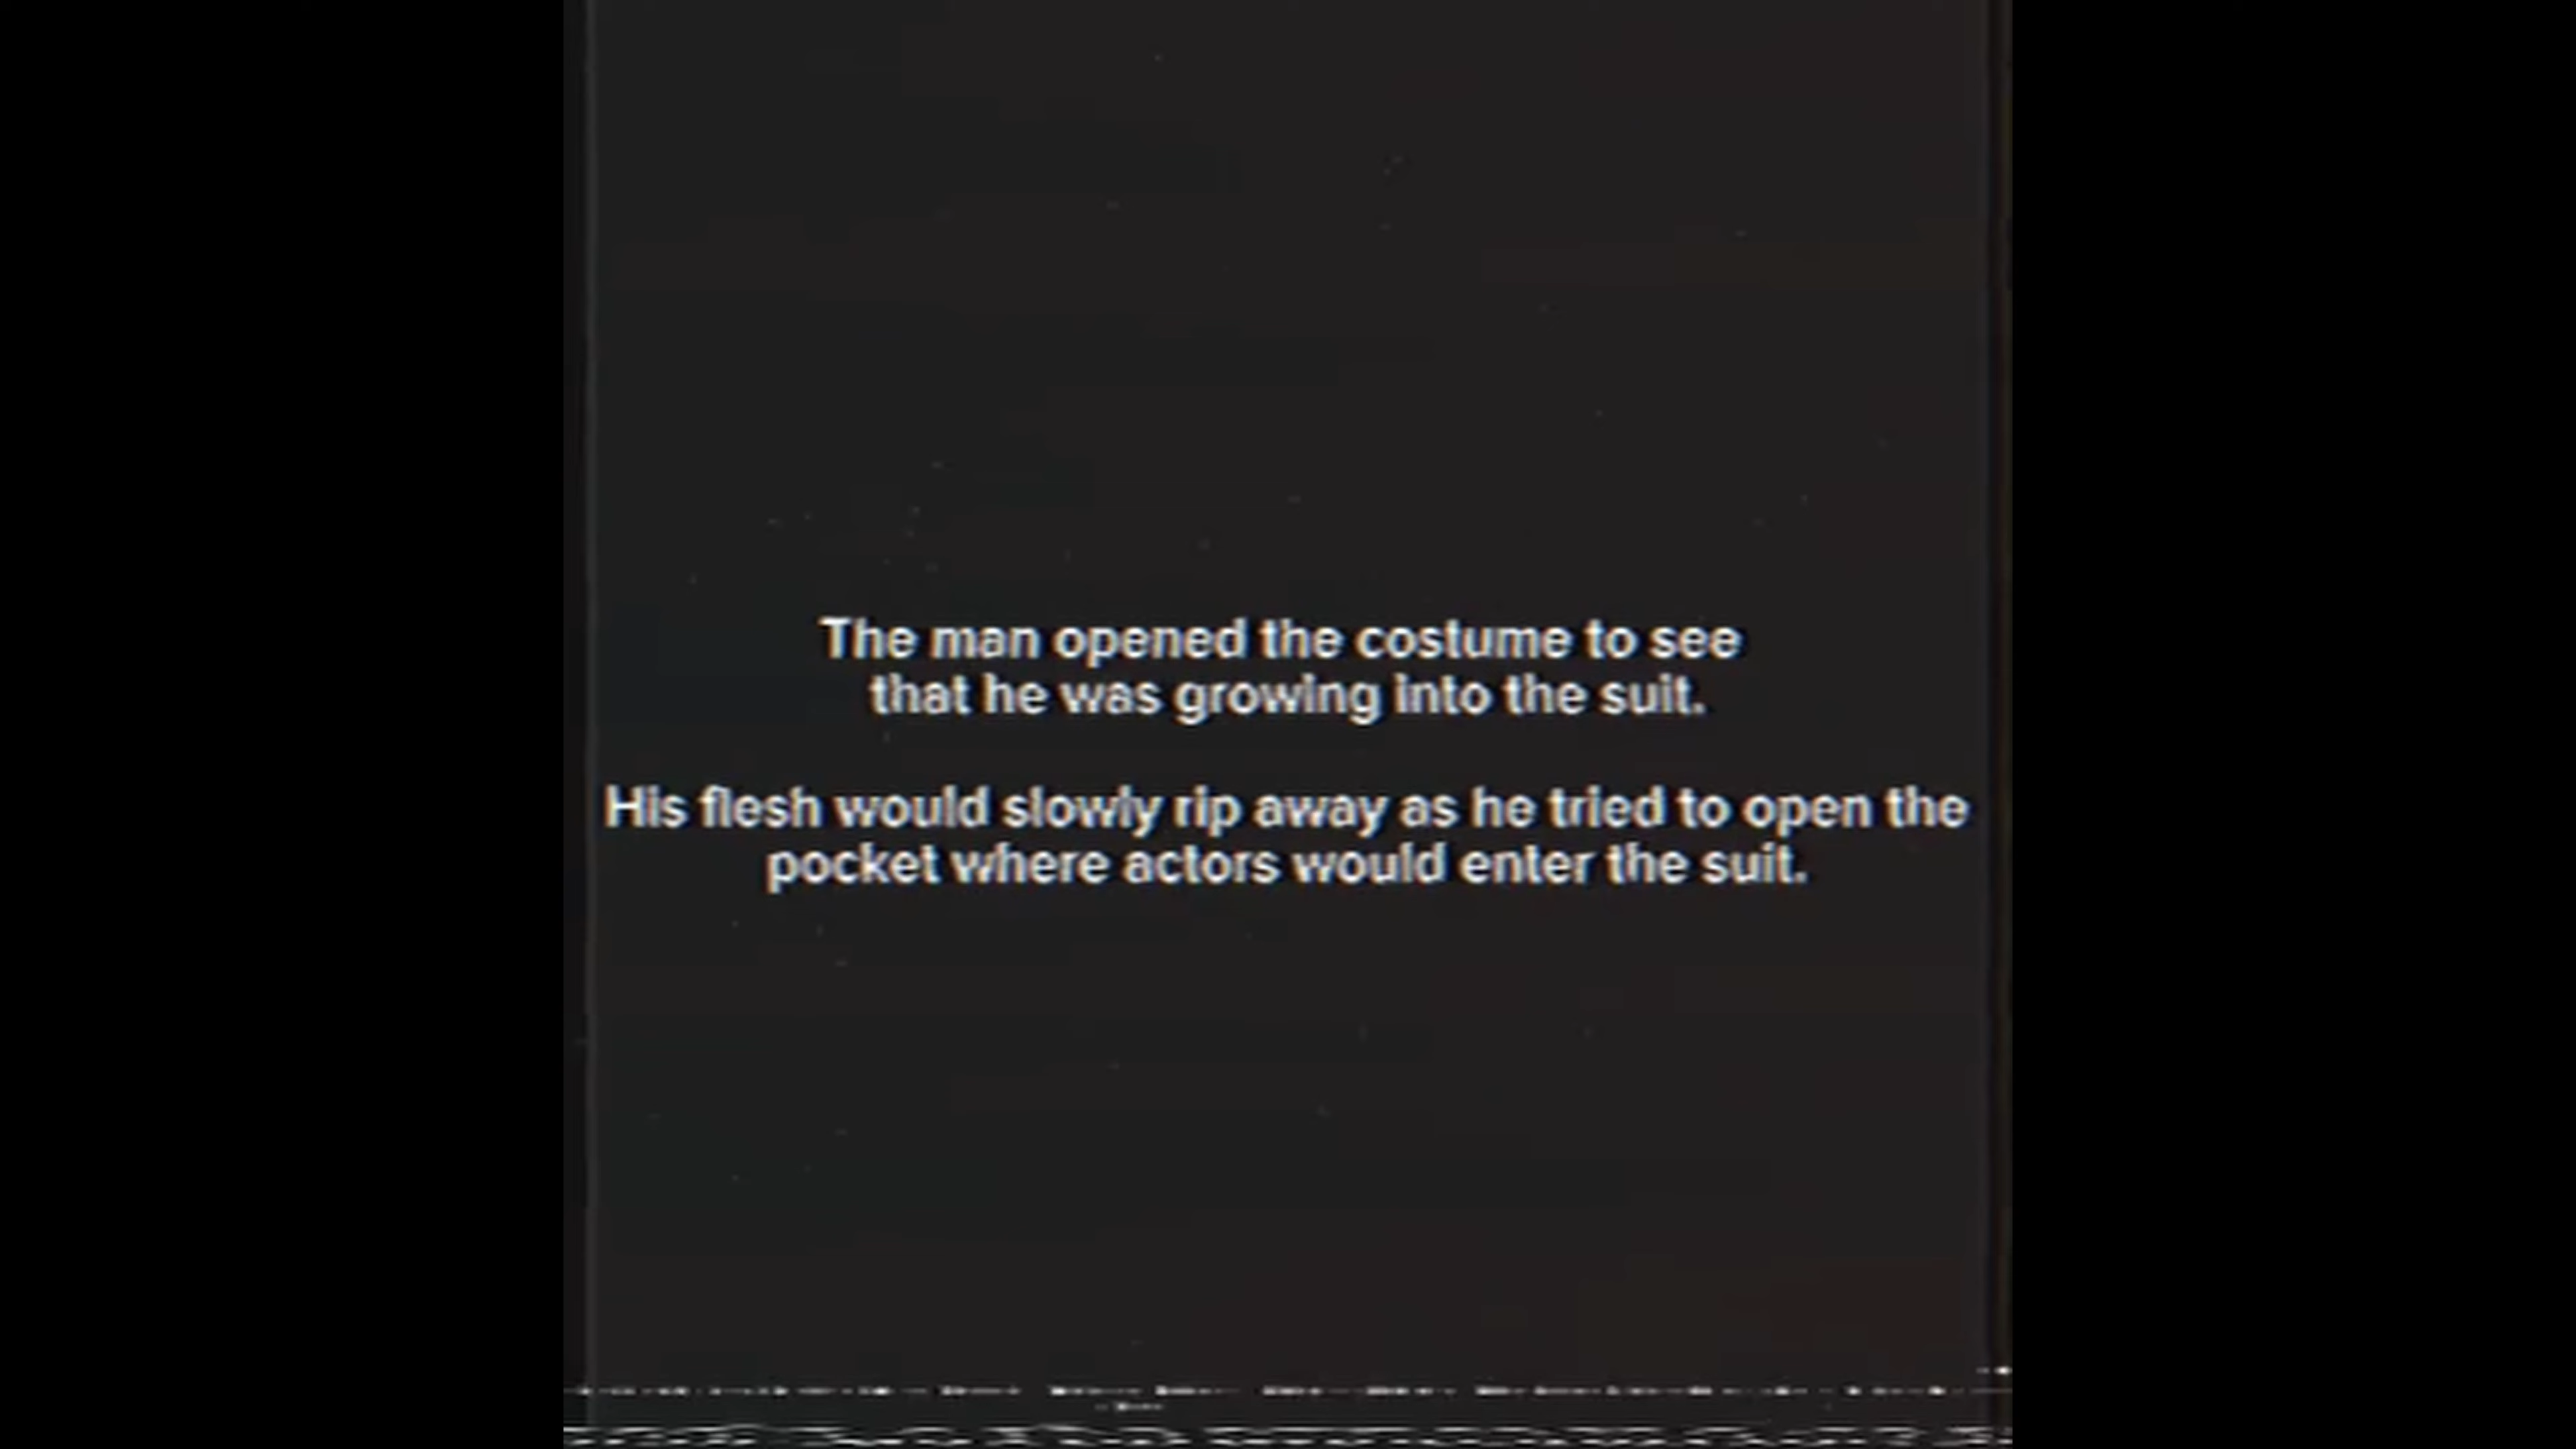 The man opened the costume to see
that he was growing into the suit.
His flesh would slowly rip away as he tried to open the
pocket where actors would enter the suit.